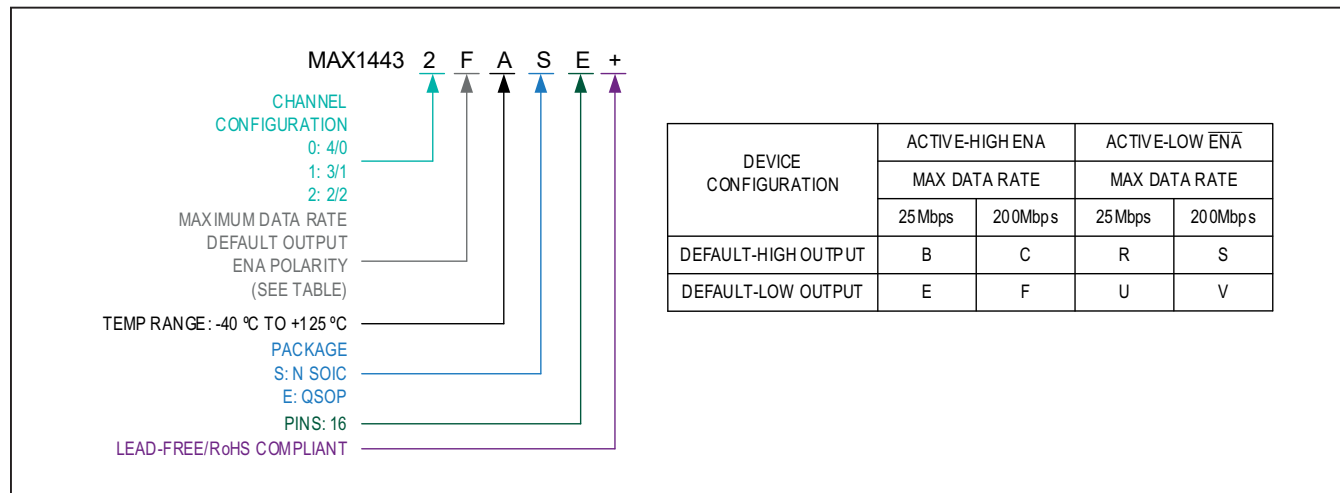 MAX1443 2 F A S E +
CHANNEL
CONFIGURATION
0: 4/0
1: 3/1
2: 2/2
MAXIMUM DATA RATE
DEFAULT OUTPUT
ENA POLARITY
(SEE TABLE)
TEMP RANGE: -40 ºC TO +125 ºC
PACKAGE
S: N SOIC
E: QSOP
PINS: 16
LEAD-FREE/RoHS COMPLIANT
DEVICE
CONFIGURATION
ACTIVE-HIGH ENA
ACTIVE-LOW E̅N̅A̅
MAX DATA RATE
MAX DATA RATE
25Mbps
200Mbps
25Mbps
200Mbps
DEFAULT-HIGH OUTPUT B C R S
DEFAULT-LOW OUTPUT E F U V